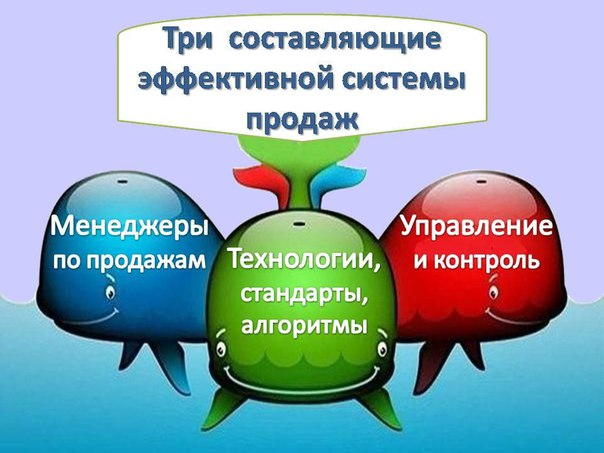 Три составляющие
эффективной системы
продаж
Менеджеры
по продажам
Технологии,
стандарты,
алгоритмы
Управление
и контроль